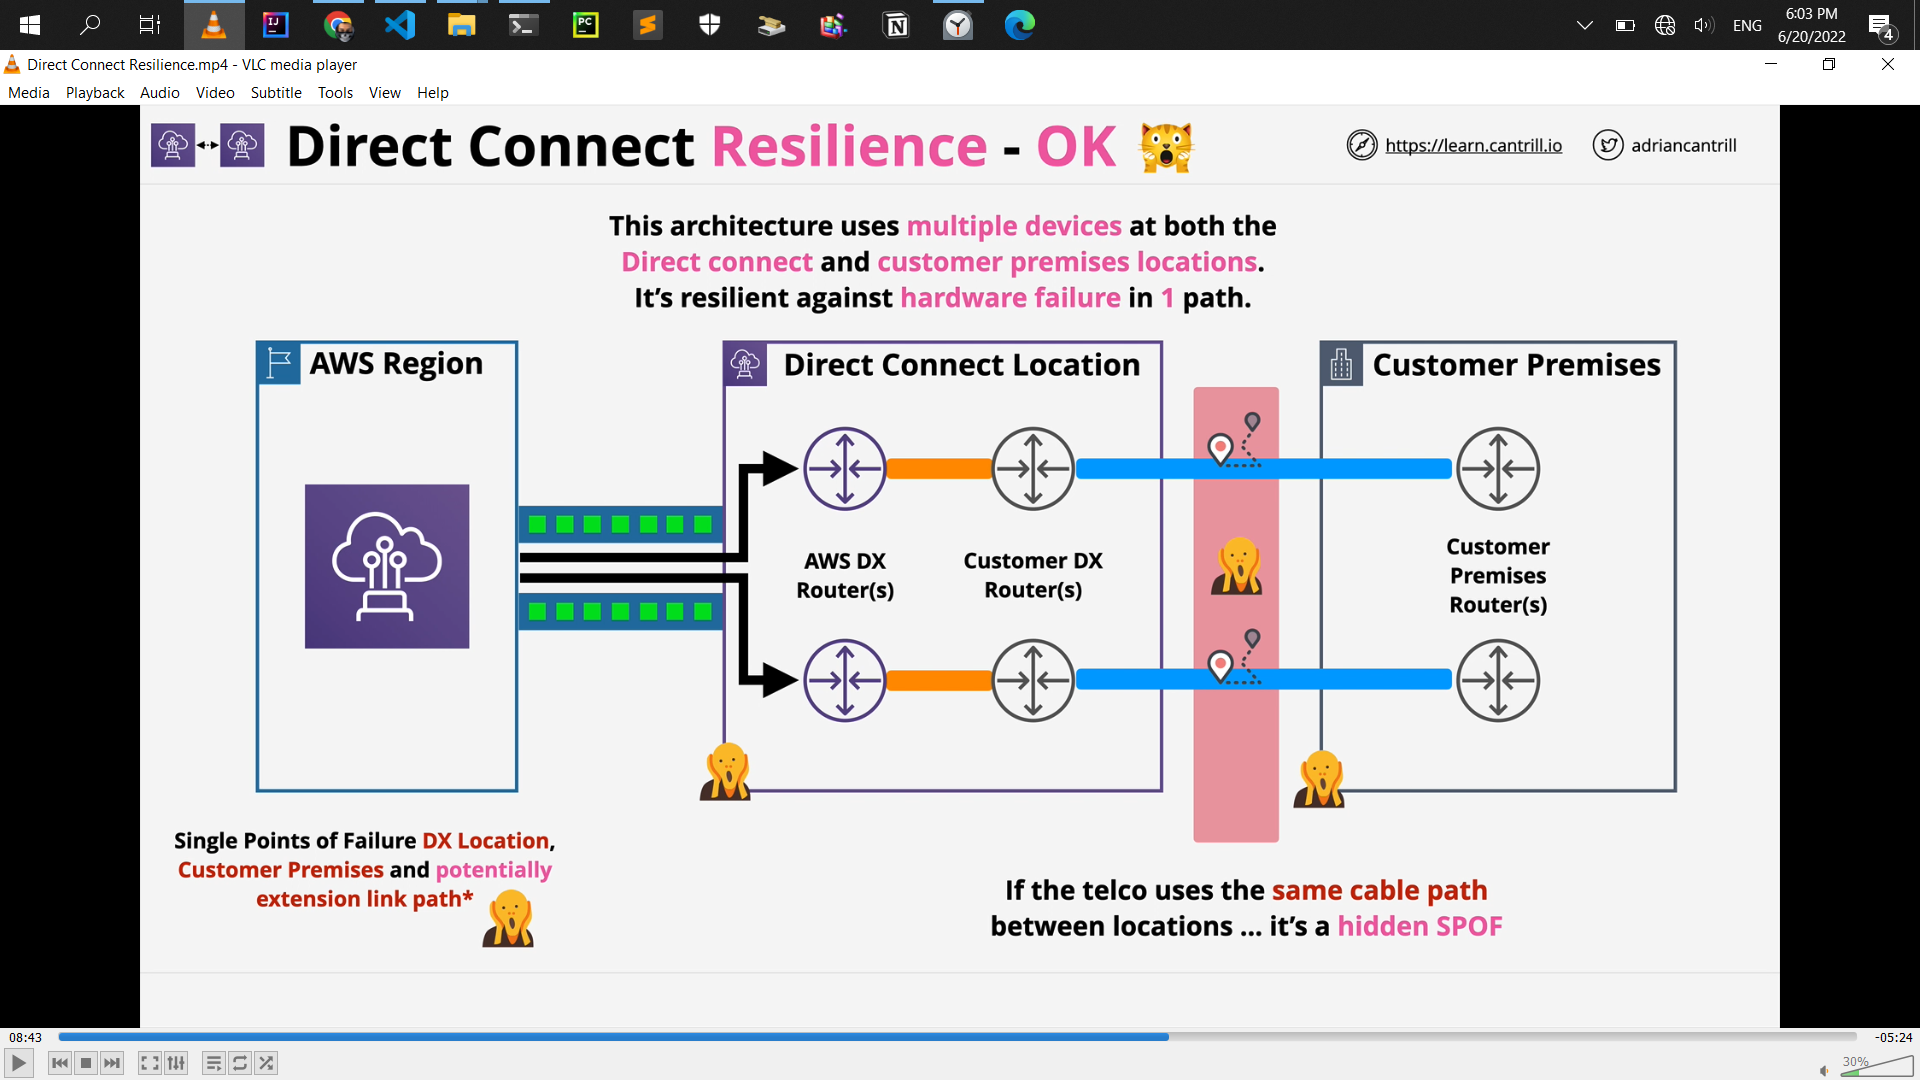 ENG
6:03 PM
6/20/2022
4
Direct Connect Resilience.mp4 - VLC media player
Media Playback Audio Video Subtitle Tools View Help
Direct Connect Resilience - OK
https://learn.cantrill.io
adriancantrill
This architecture uses multiple devices at both the
Direct connect and customer premises locations.
It's resilient against hardware failure in 1 path.
AWS Region
Direct Connect Location
Customer Premises
AWS DX
Router(s)
Customer DX
Router(s)
Customer
Premises
Router(s)
Single Points of Failure DX Location,
Customer Premises and potentially
extension link path*
If the telco uses the same cable path
between locations ... it's a hidden SPOF
08:43
-05:24
30%